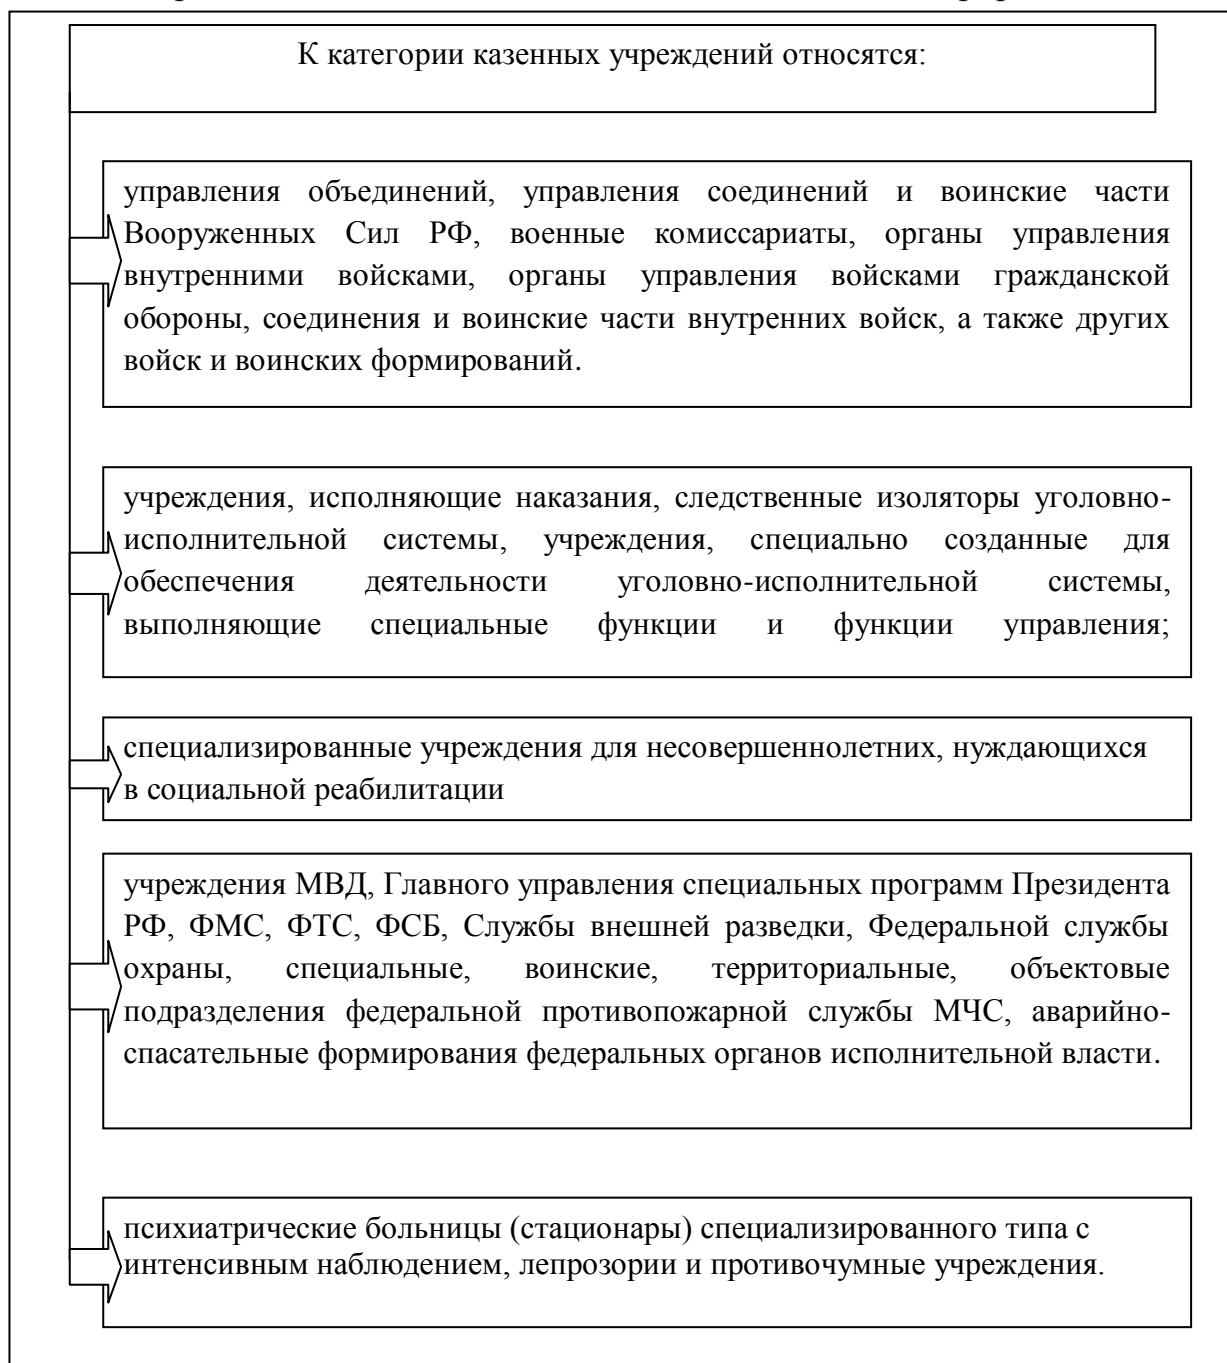 К категории казенных учреждений относятся:
управления объединений, управления соединений и воинские части
Вооруженных Сил РФ, военные комиссариаты, органы управления
внутренними войсками, органы управления войсками гражданской
обороны, соединения и воинские части внутренних войск, а также других
войск и воинских формирований.
учреждения, исполняющие наказания, следственные изоляторы уголовно-
исполнительной системы, учреждения, специально созданные для
обеспечения деятельности уголовно-исполнительной системы,
выполняющие специальные функции и функции управления;
специализированные учреждения для несовершеннолетних, нуждающихся
в социальной реабилитации
учреждения МВД, Главного управления специальных программ Президента
РФ, ФМС, ФТС, ФСБ, Службы внешней разведки, Федеральной службы
охраны, специальные, воинские, территориальные, объектовые
подразделения федеральной противопожарной службы МЧС, аварийно-
спасательные формирования федеральных органов исполнительной власти.
психиатрические больницы (стационары) специализированного типа с
интенсивным наблюдением, лепрозории и противочумные учреждения.